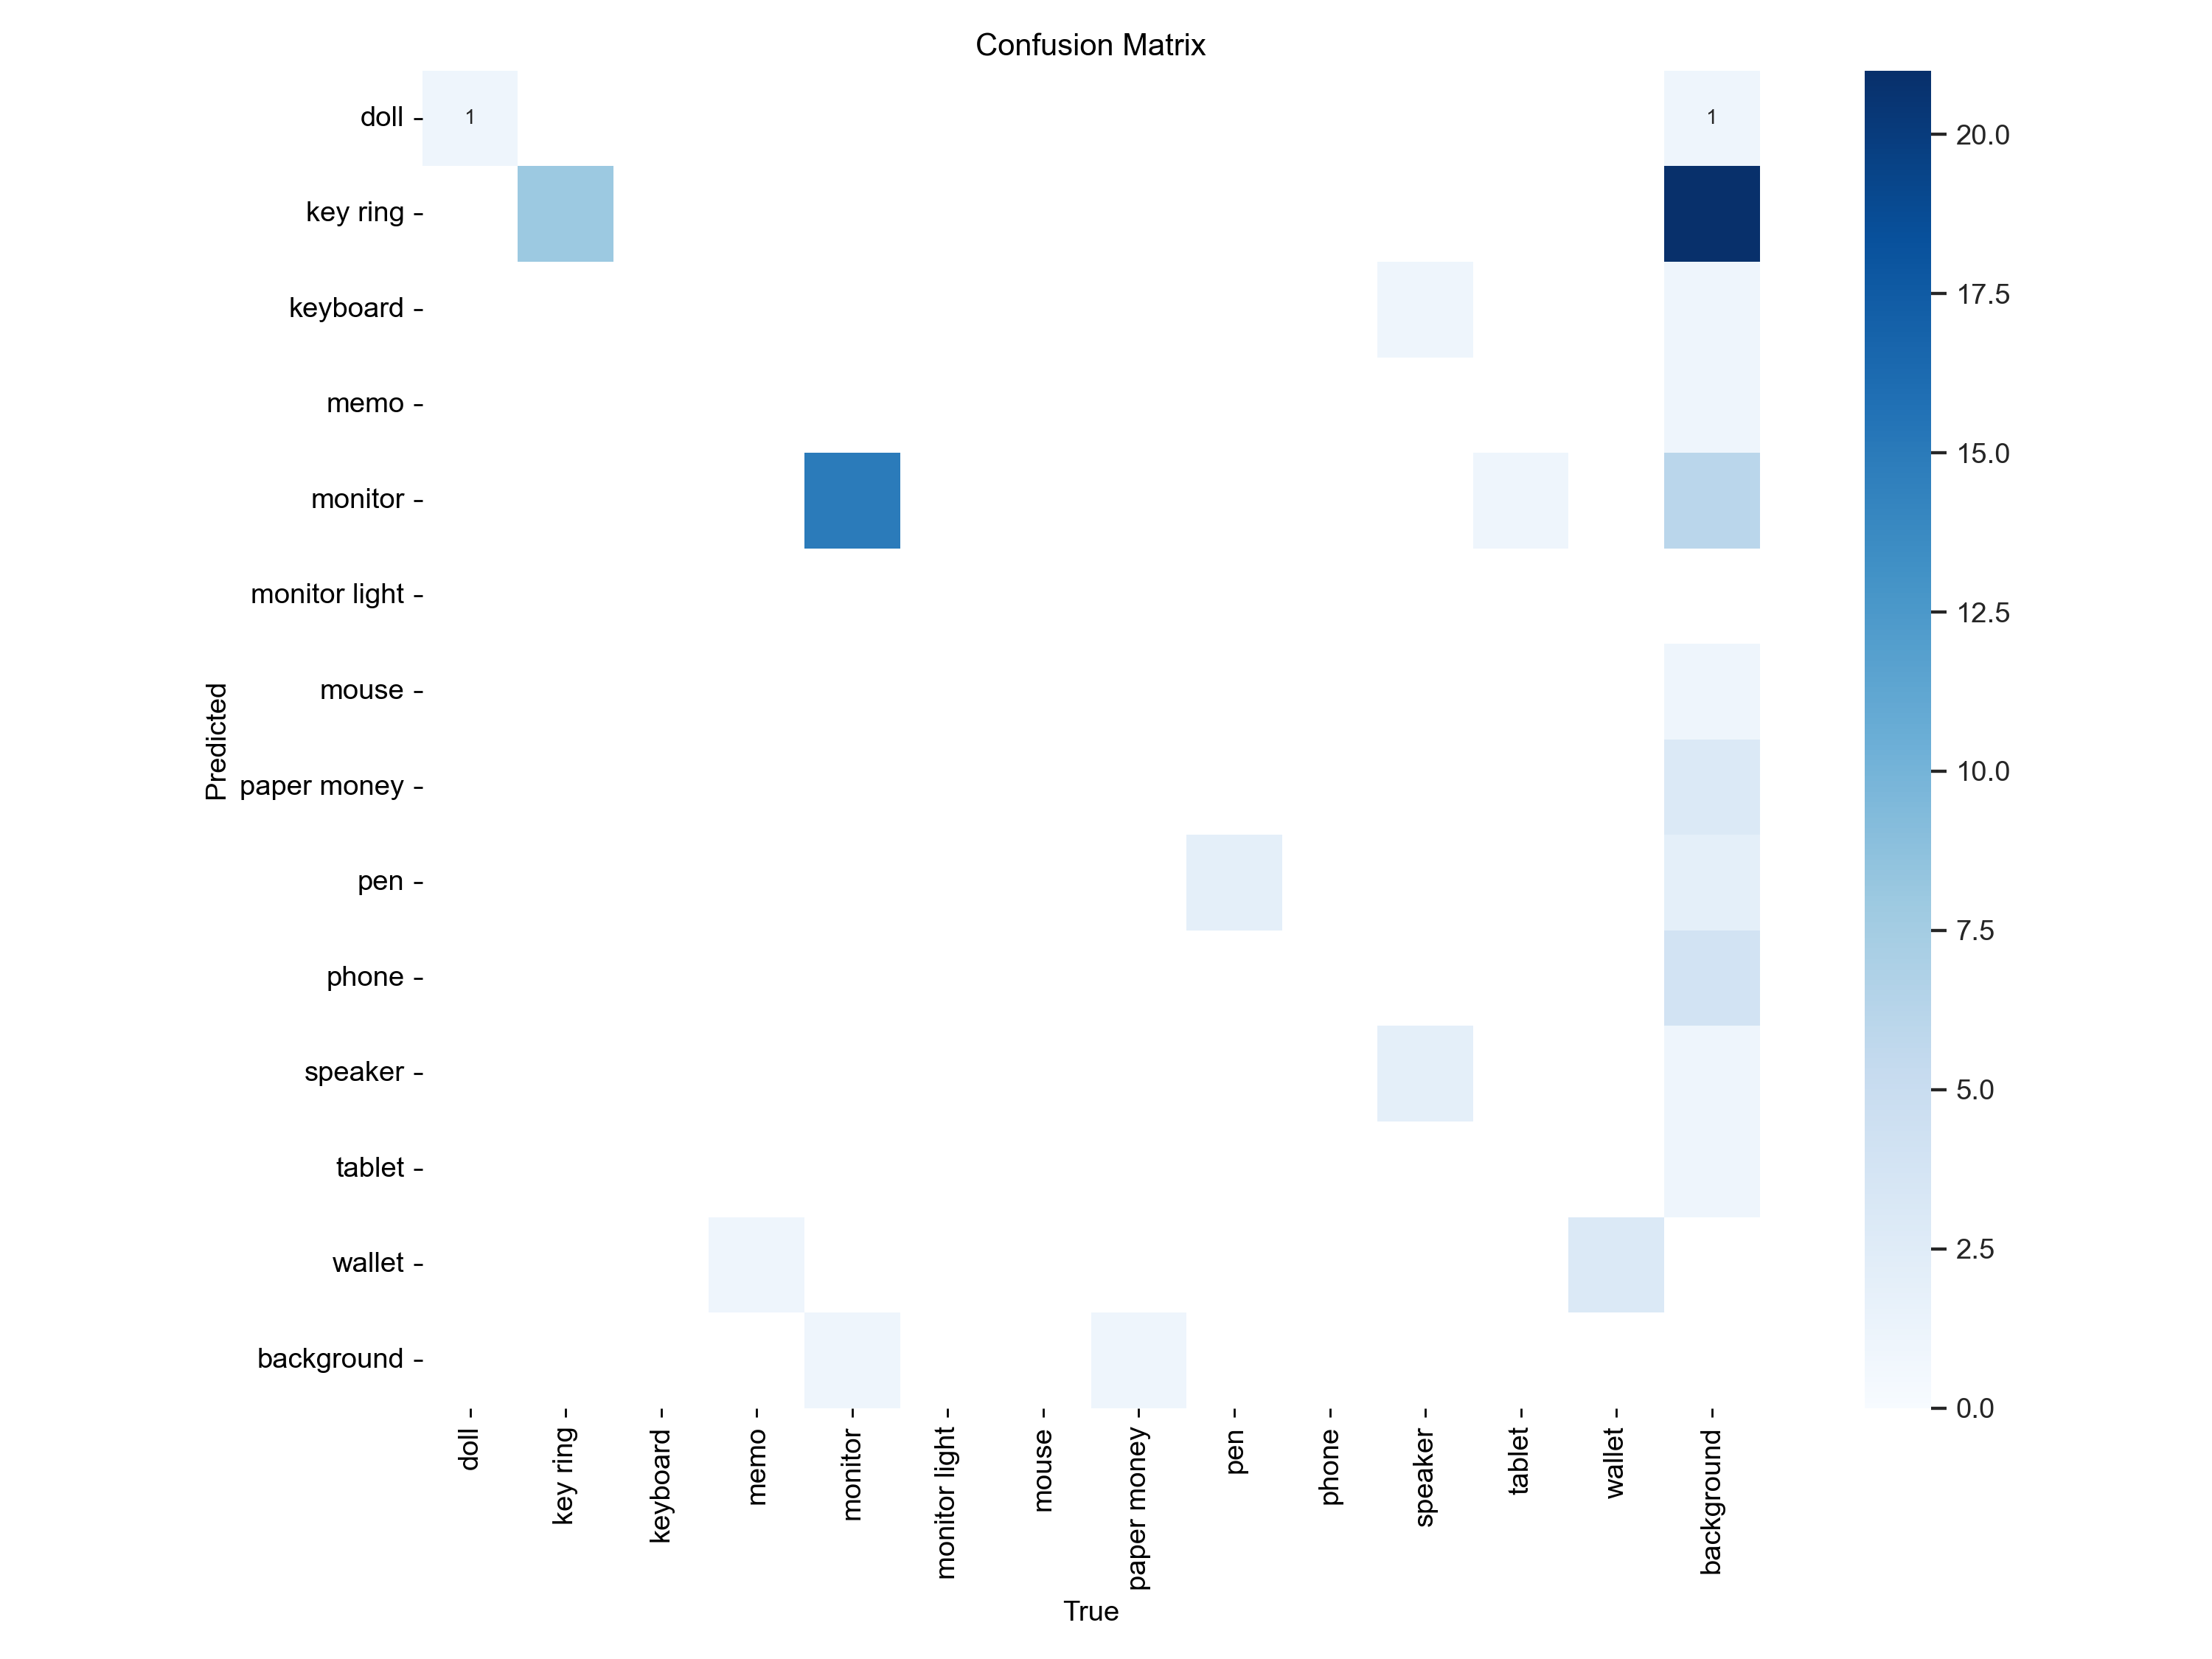 Confusion Matrix
doll
key ring
keyboard
memo
monitor
monitor light
mouse
paper money
pen
phone
speaker
tablet
wallet
background
Predicted
1
1
20.0
17.5
15.0
12.5
10.0
7.5
5.0
2.5
0.0
doll
key ring
keyboard
memo
monitor
monitor light
mouse
paper money
pen
phone
speaker
tablet
wallet
background
True